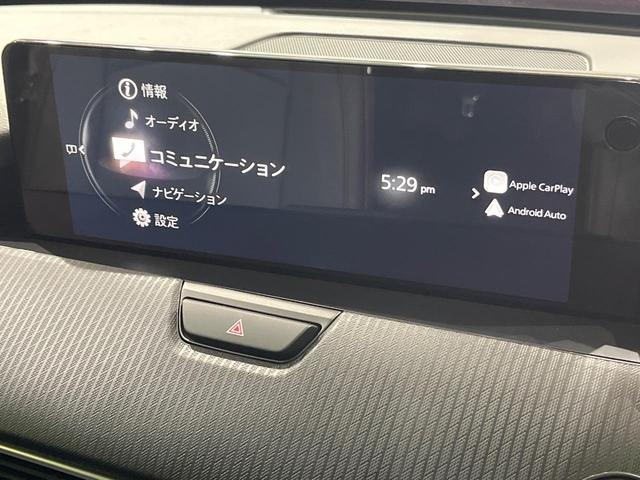 情報
オーディオ
コミュニケーション
ナビゲーション
設定
5:29 pm
Apple CarPlay
Android Auto